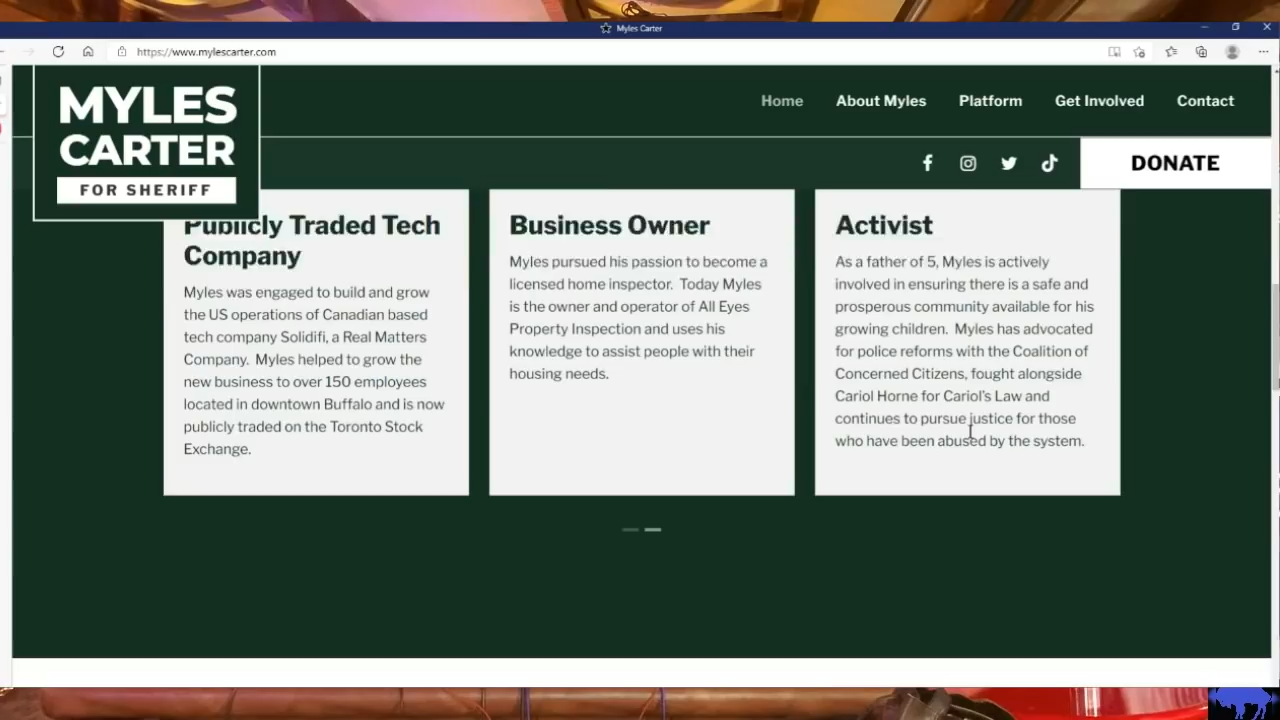 Myles Carter
https://www.mylescarter.com
MYLES
CARTER
FOR SHERIFF
Home
About Myles
Platform
Get Involved
Contact
DONATE
Publicly Traded Tech
Company
Myles was engaged to build and grow
the US operations of Canadian based
tech company Solidifi, a Real Matters
Company. Myles helped to grow the
new business to over 150 employees
located in downtown Buffalo and is now
publicly traded on the Toronto Stock
Exchange.
Business Owner
Myles pursued his passion to become a
licensed home inspector. Today Myles
is the owner and operator of All Eyes
Property Inspection and uses his
knowledge to assist people with their
housing needs.
Activist
As a father of 5, Myles is actively
involved in ensuring there is a safe and
prosperous community available for his
growing children. Myles has advocated
for police reforms with the Coalition of
Concerned Citizens, fought alongside
Cariol Horne for Cariol's Law and
continues to pursue justice for those
who have been abused by the system.